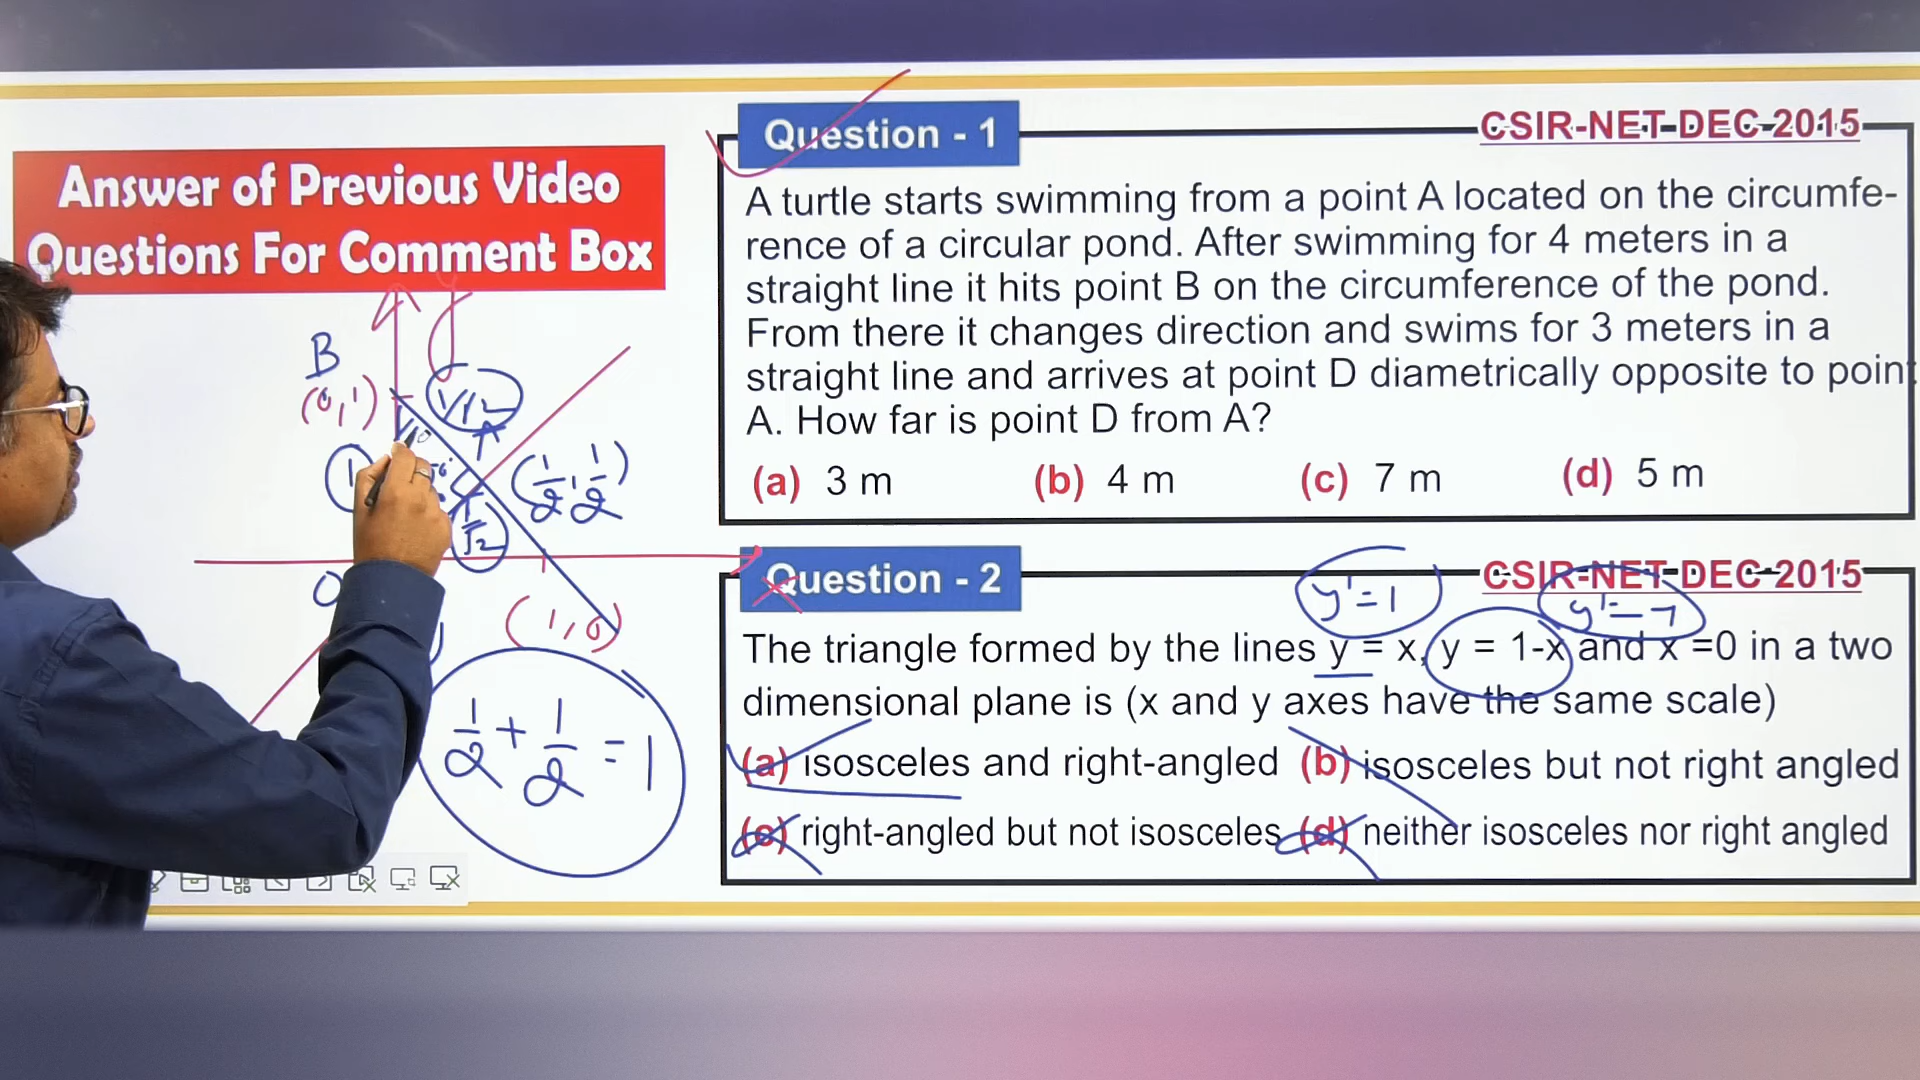 Answer of Previous Video
Questions For Comment Box
B
(0,1)
1
1/√2
(1/2, 1/2)
1/√2
O
(1,0)
1/2 + 1/2 = 1
Question - 1
CSIR-NET-DEC-2015
A turtle starts swimming from a point A located on the circumfe-
rence of a circular pond. After swimming for 4 meters in a
straight line it hits point B on the circumference of the pond.
From there it changes direction and swims for 3 meters in a
straight line and arrives at point D diametrically opposite to point
A. How far is point D from A?
(a) 3 m (b) 4 m (c) 7 m (d) 5 m
Question - 2
CSIR-NET-DEC-2015
y' = 1
The triangle formed by the lines y = x, y = 1-x and x =0 in a two
dimensional plane is (x and y axes have the same scale)
(a) isosceles and right-angled (b) isosceles but not right angled
(c) right-angled but not isosceles (d) neither isosceles nor right angled